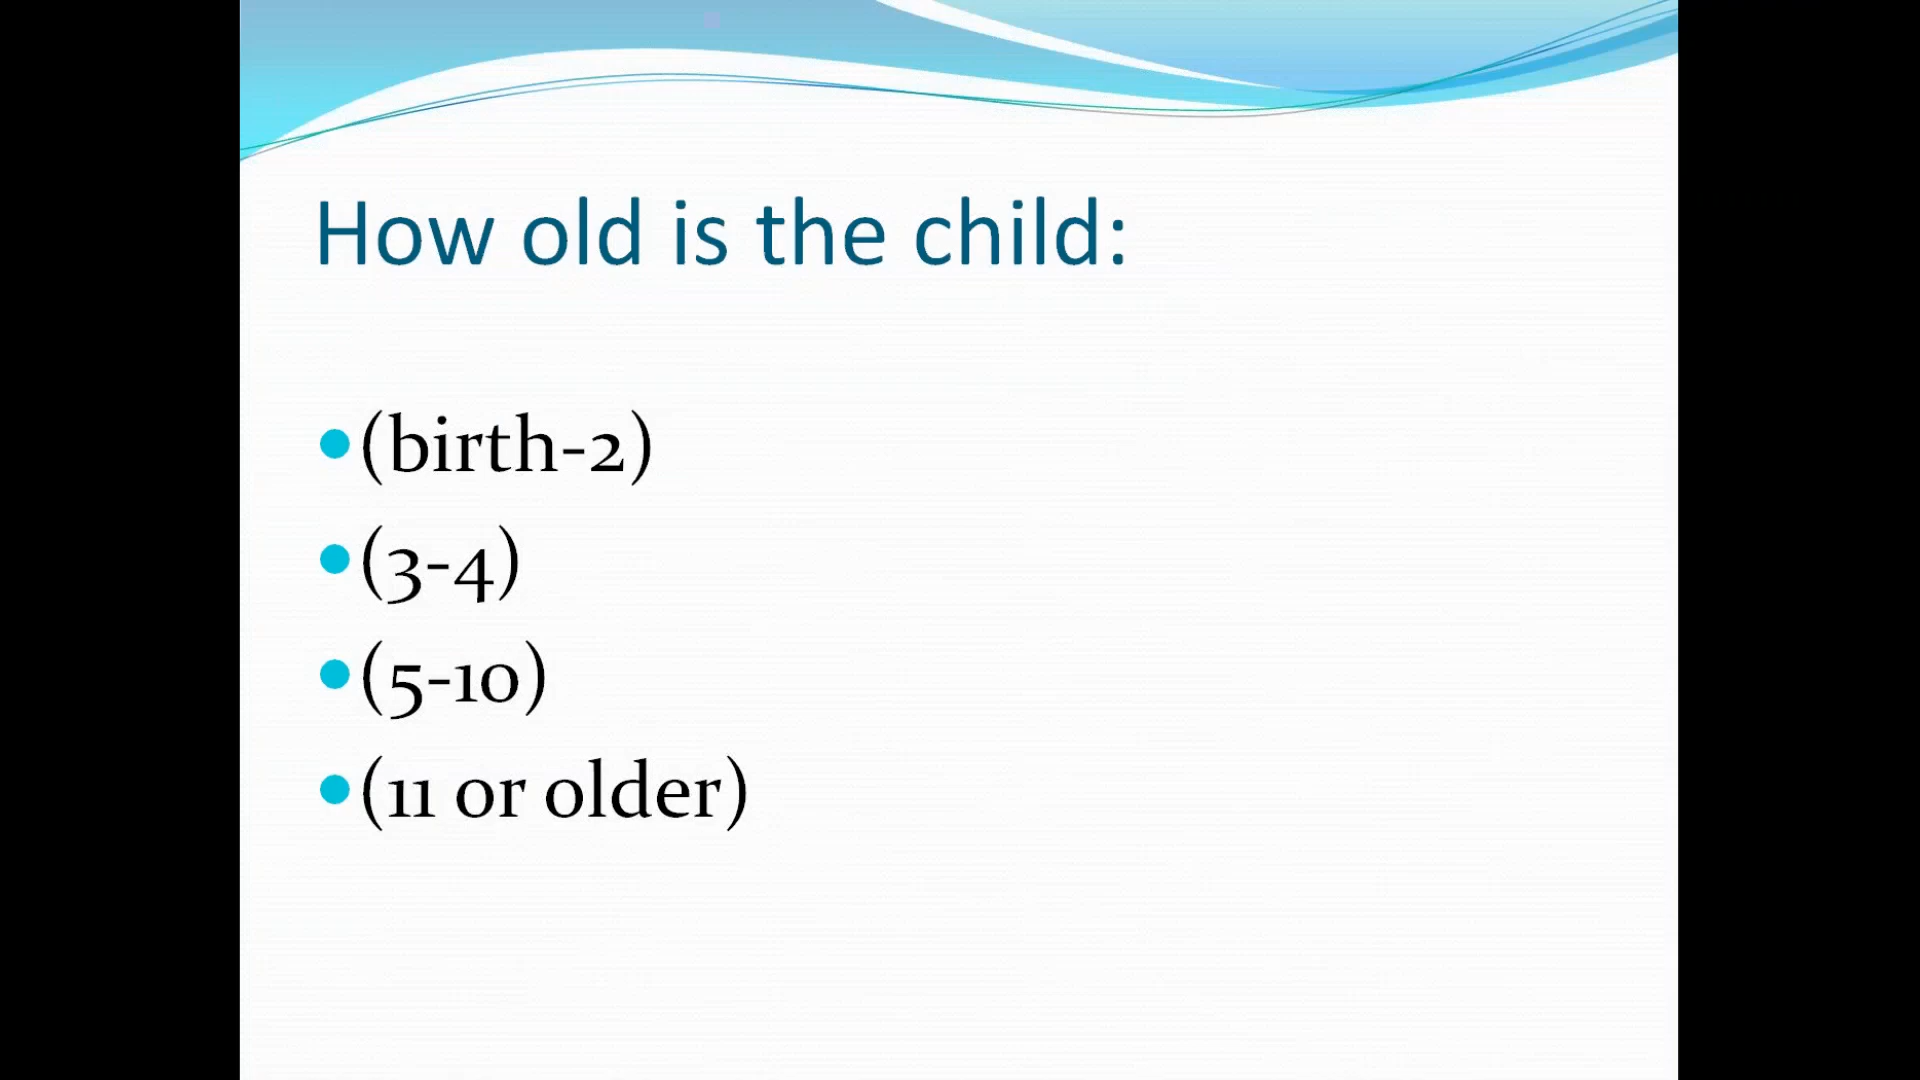 How old is the child:
•(birth-2)
•(3-4)
•(5-10)
•(11 or older)